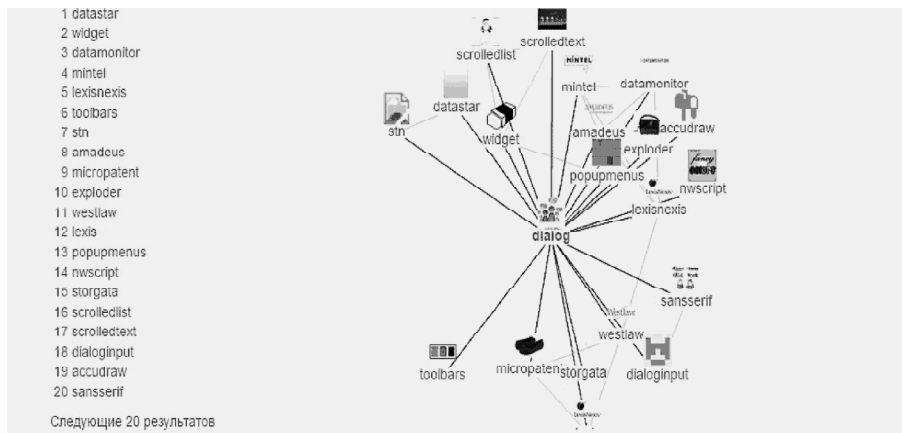 1 datastar
2 widget
3 datamonitor
4 mintel
5 lexisnexis
6 toolbars
7 stn
8 amadeus
9 micropatent
10 exploder
11 westlaw
12 lexis
13 popupmenus
14 nwscript
15 storgata
16 scrolledlist
17 scrolledtext
18 dialoginput
19 accudraw
20 sansserif
Следующие 20 результатов
scrolledtext
scrolledlist
MINTEL
mintel
datamonitor
datastar
stn
widget
amadeus
accudraw
exploder
popupmenus
fancy
nwscript
lexisnexis
dialog
sansserif
Westlaw
westlaw
toolbars
micropatent
storgata
dialoginput